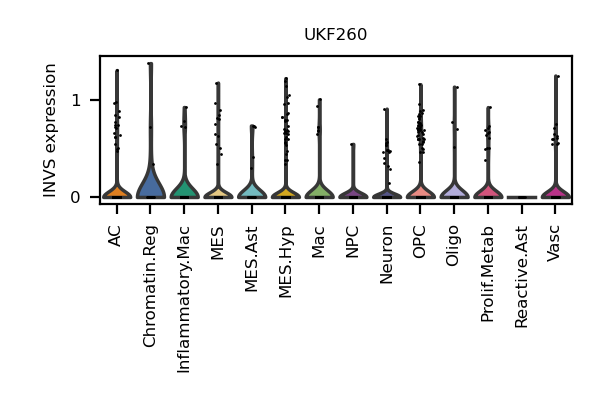 UKF260
INVS expression
1
0
AC
Chromatin.Reg
Inflammatory.Mac
MES
MES.Ast
MES.Hyp
Mac
NPC
Neuron
OPC
Oligo
Prolif.Metab
Reactive.Ast
Vasc